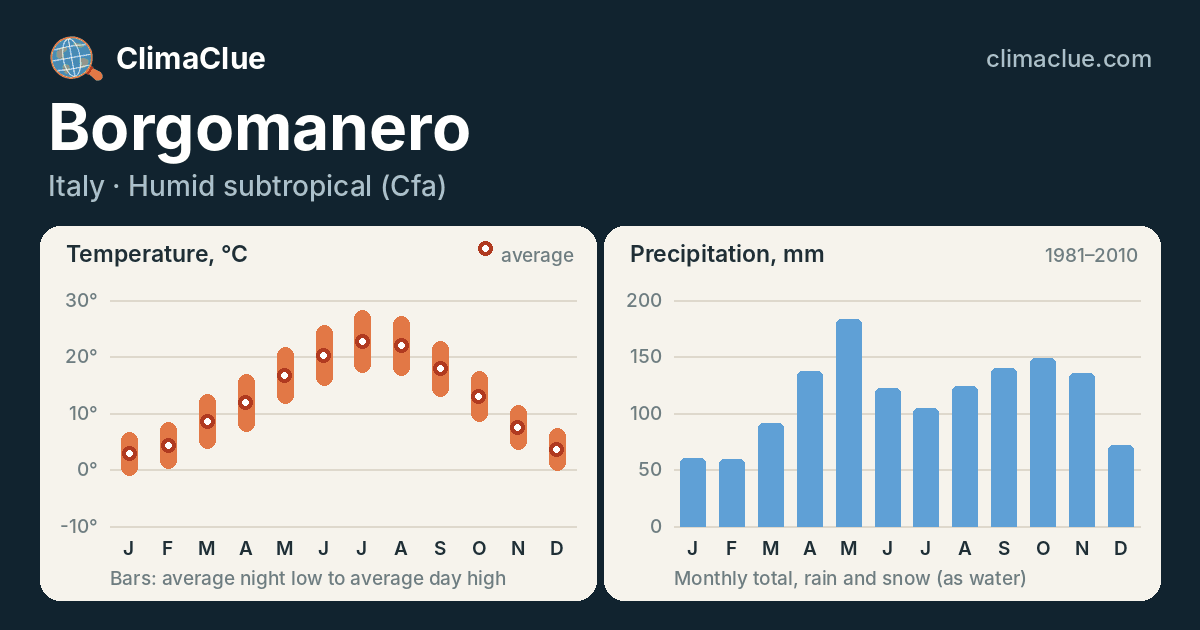 ClimaClue
climaclue.com
Borgomanero
Italy · Humid subtropical (Cfa)
Temperature, °C
average
30°
20°
10°
0°
-10°
J F M A M J J A S O N D
Bars: average night low to average day high
Precipitation, mm
1981–2010
200
150
100
50
0
J F M A M J J A S O N D
Monthly total, rain and snow (as water)